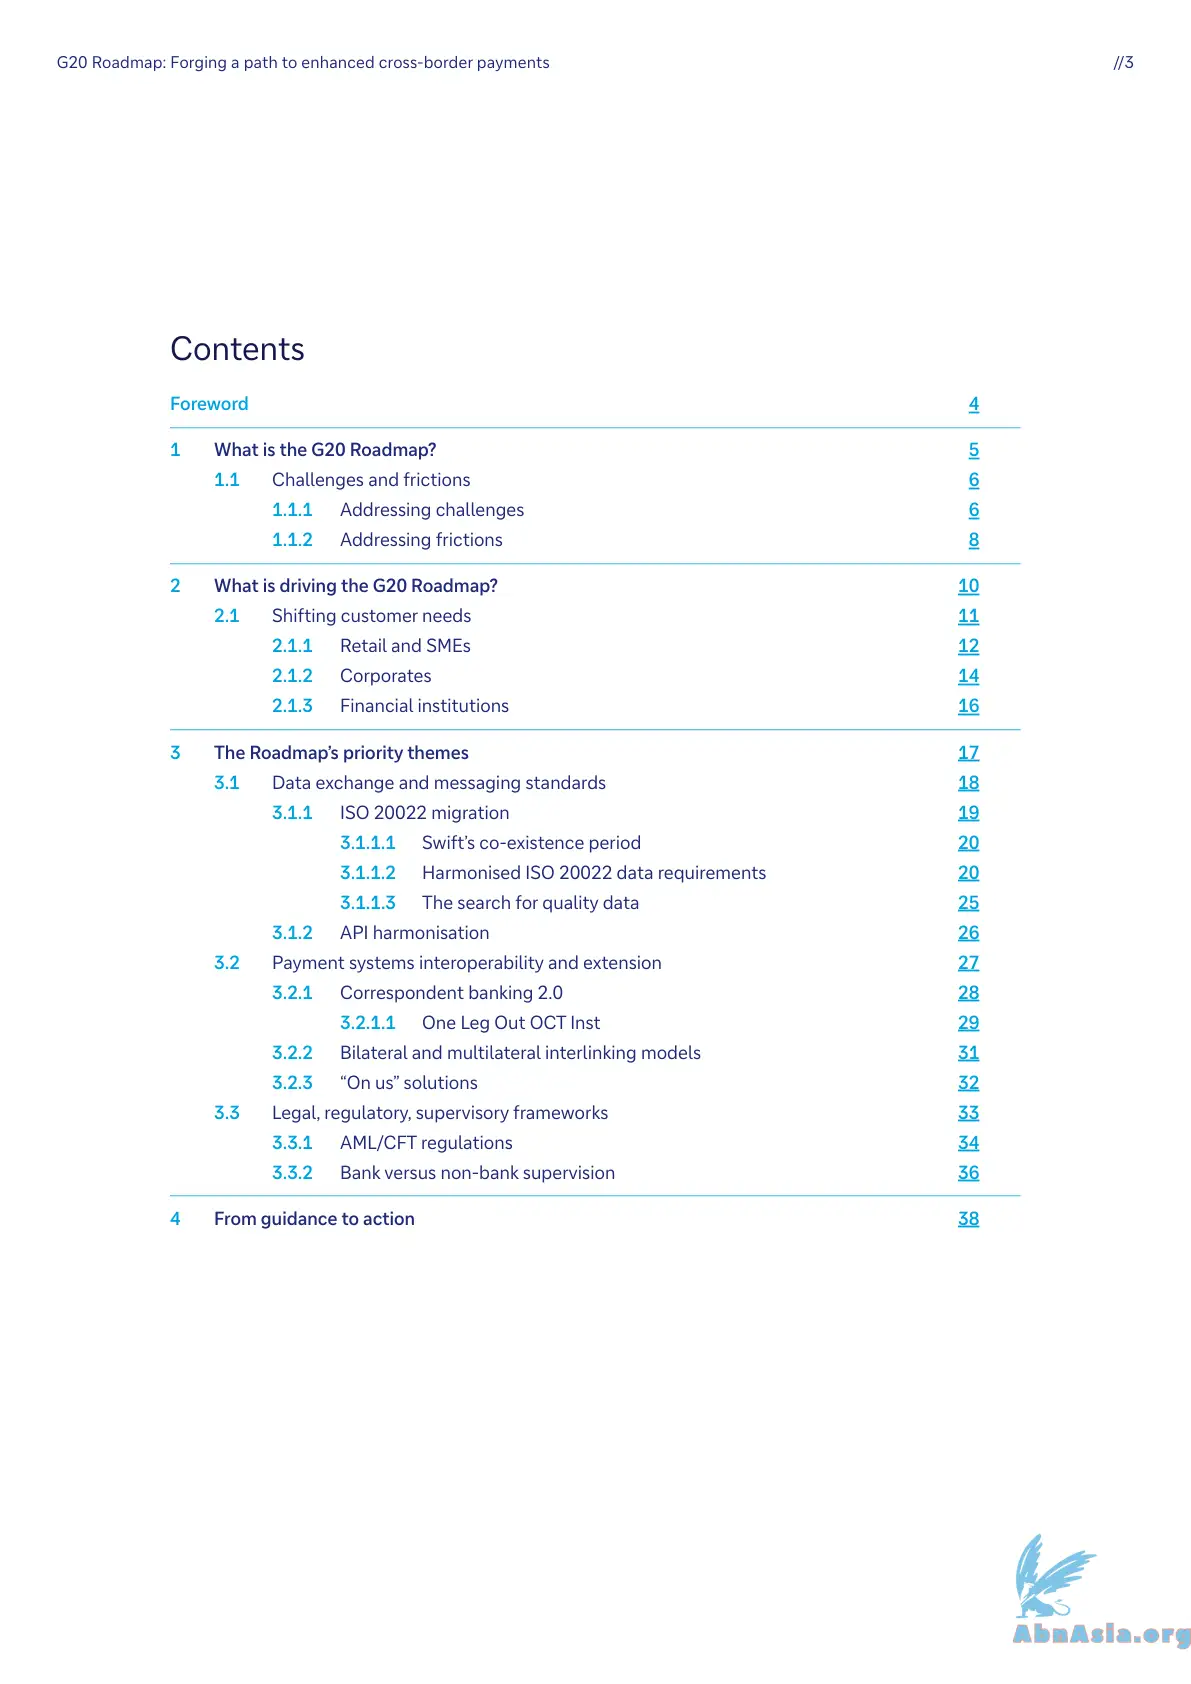 G20 Roadmap: Forging a path to enhanced cross-border payments //3
Contents
Foreword 4
1 What is the G20 Roadmap? 5
1.1 Challenges and frictions 6
1.1.1 Addressing challenges 6
1.1.2 Addressing frictions 8
2 What is driving the G20 Roadmap? 10
2.1 Shifting customer needs 11
2.1.1 Retail and SMEs 12
2.1.2 Corporates 14
2.1.3 Financial institutions 16
3 The Roadmap’s priority themes 17
3.1 Data exchange and messaging standards 18
3.1.1 ISO 20022 migration 19
3.1.1.1 Swift’s co-existence period 20
3.1.1.2 Harmonised ISO 20022 data requirements 20
3.1.1.3 The search for quality data 25
3.1.2 API harmonisation 26
3.2 Payment systems interoperability and extension 27
3.2.1 Correspondent banking 2.0 28
3.2.1.1 One Leg Out OCT Inst 29
3.2.2 Bilateral and multilateral interlinking models 31
3.2.3 “On us” solutions 32
3.3 Legal, regulatory, supervisory frameworks 33
3.3.1 AML/CFT regulations 34
3.3.2 Bank versus non-bank supervision 36
4 From guidance to action 38
AbnAsia.org